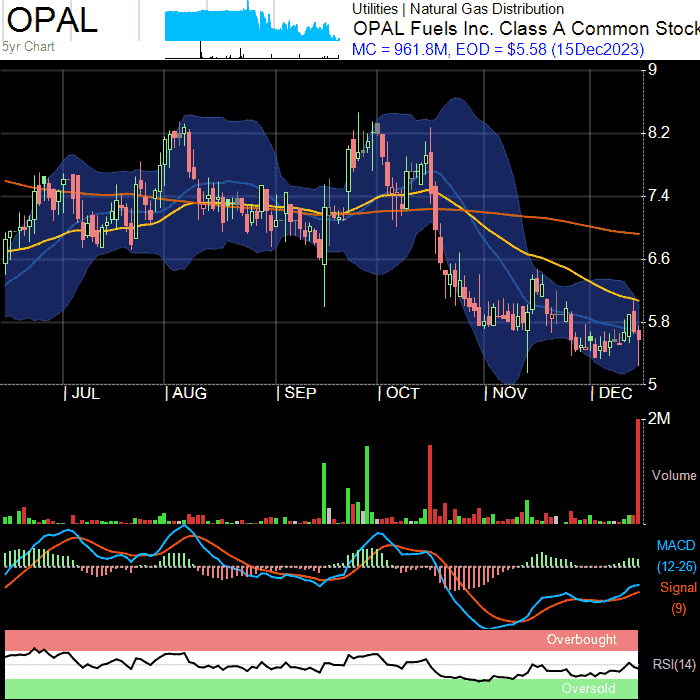 OPAL
5yr Chart
Utilities | Natural Gas Distribution
OPAL Fuels Inc. Class A Common Stock
MC = 961.8M, EOD = $5.58 (15Dec2023)
9
8.2
7.4
6.6
5.8
5
| JUL | AUG | SEP | OCT | NOV | DEC
2M
Volume
MACD
(12-26)
Signal
(9)
Overbought
RSI(14)
Oversold